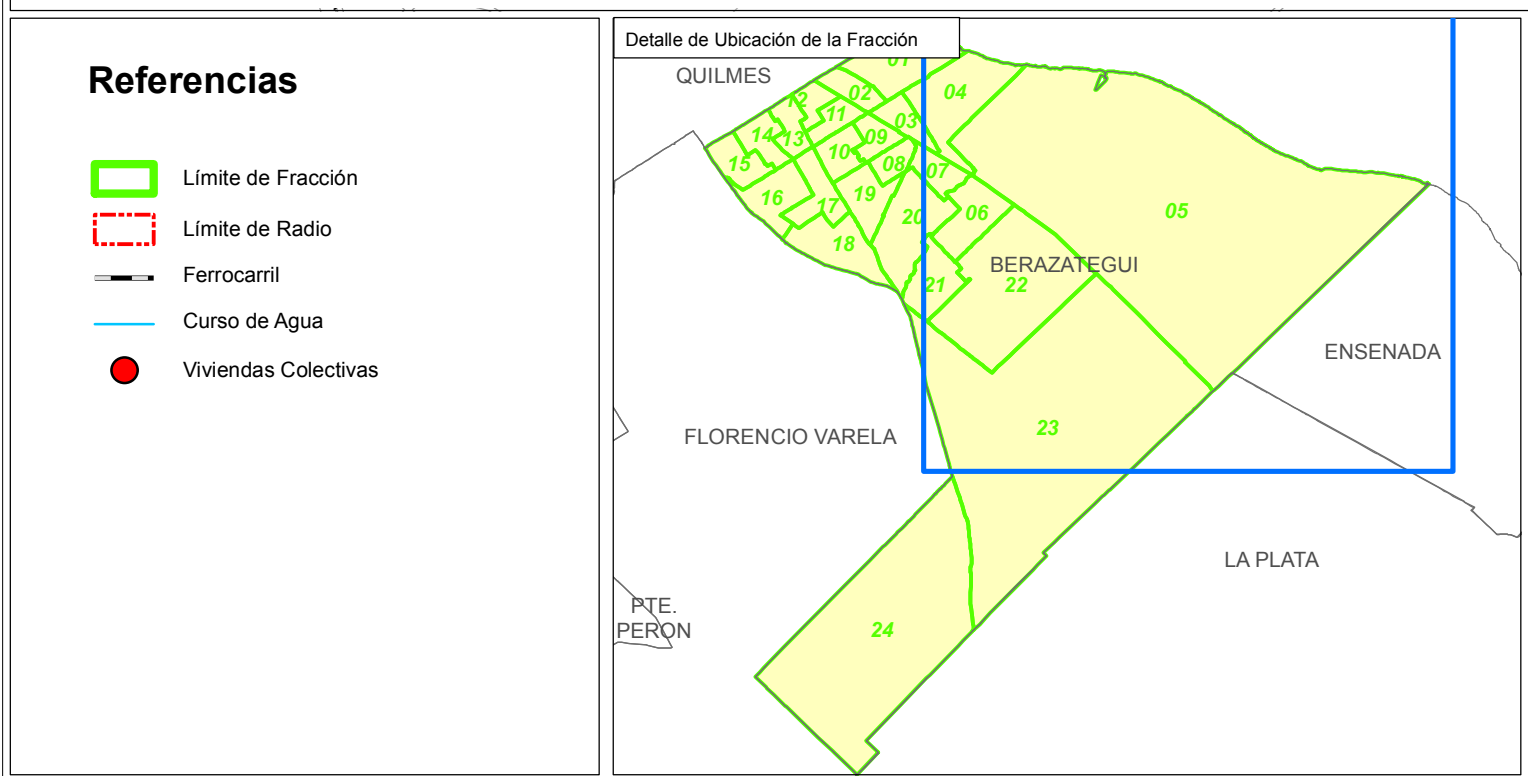 Referencias
Límite de Fracción
Límite de Radio
Ferrocarril
Curso de Agua
Viviendas Colectivas
Detalle de Ubicación de la Fracción
QUILMES
01
02
04
12
11
03
14
13
09
10
15
08
07
16
19
17
06
05
20
18
BERAZATEGUI
21
22
ENSENADA
FLORENCIO VARELA
23
LA PLATA
PTE.
PERON
24